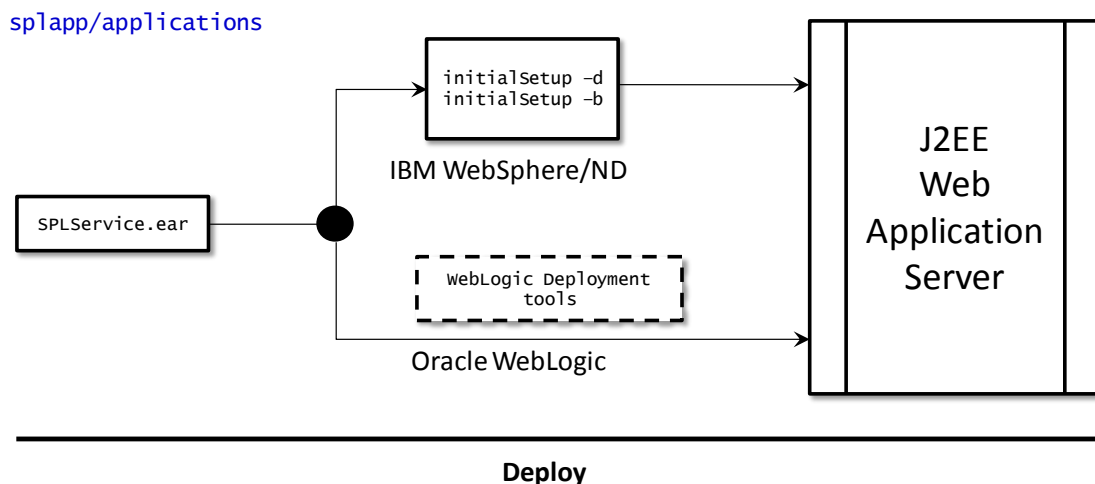 splapp/applications
initialSetup –d
initialSetup –b
IBM WebSphere/ND
SPLService.ear
WebLogic Deployment
tools
Oracle WebLogic
J2EE
Web
Application
Server
Deploy